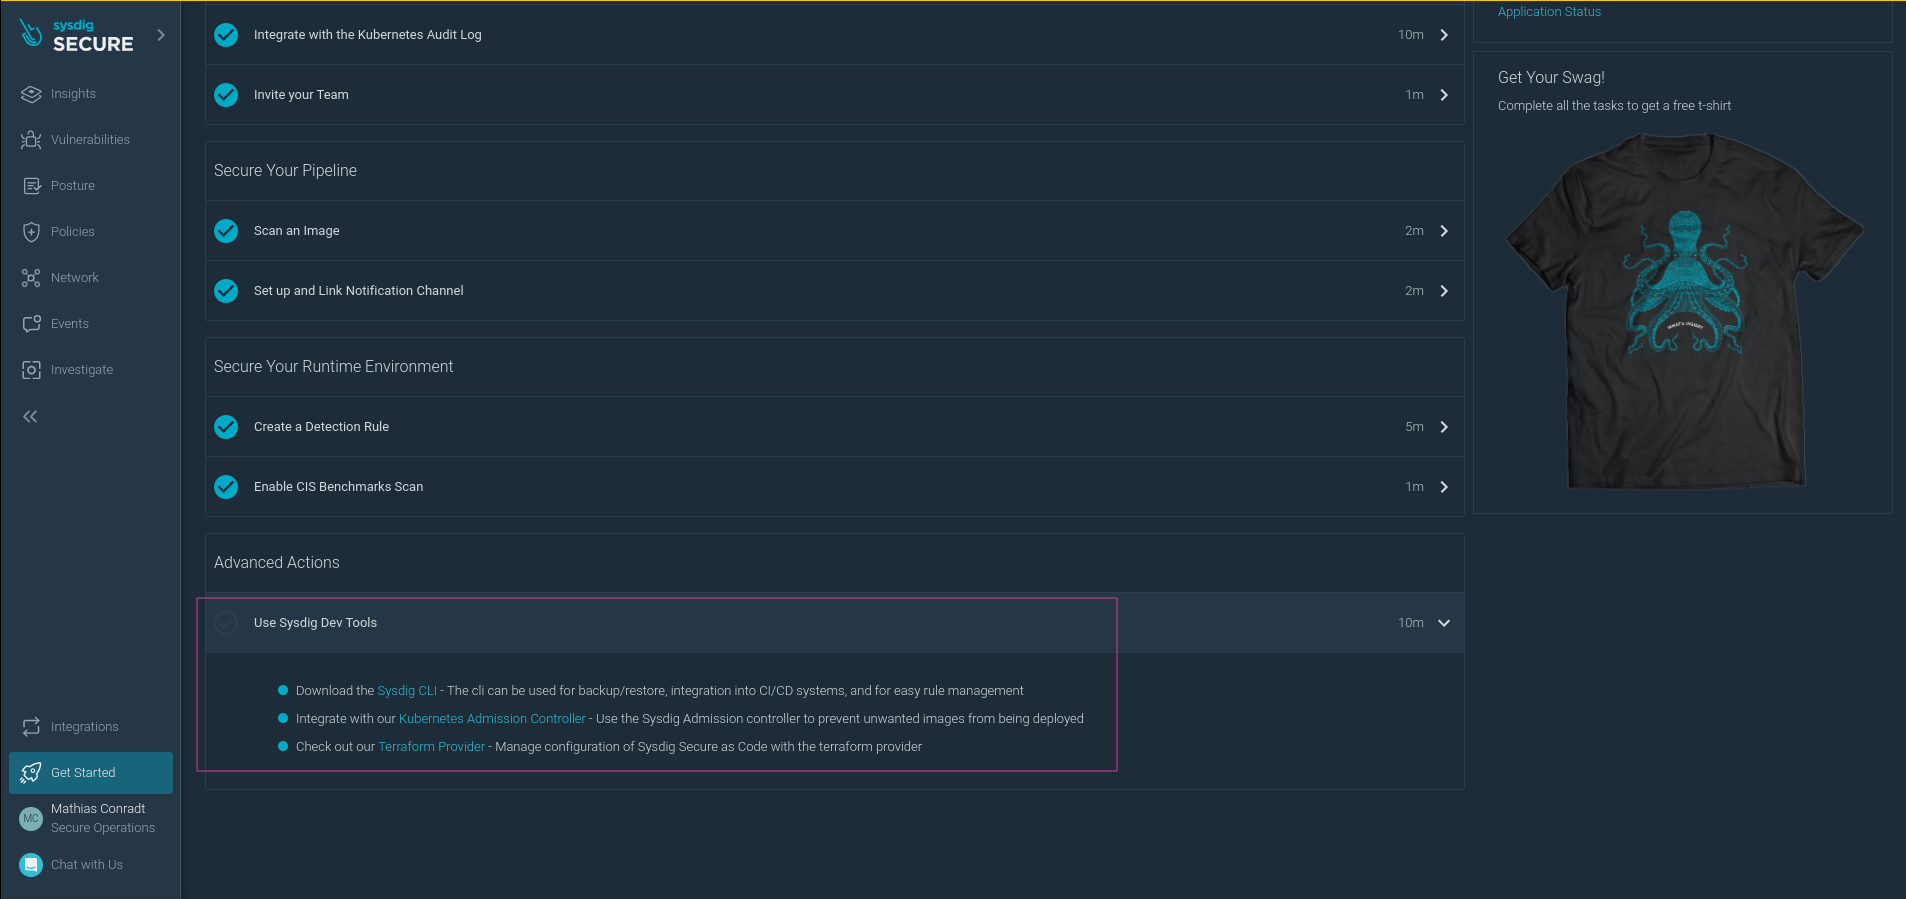 sysdig
SECURE
Insights
Vulnerabilities
Posture
Policies
Network
Events
Investigate
Integrations
Get Started
MC
Mathias Conradt
Secure Operations
Chat with Us
Integrate with the Kubernetes Audit Log 10m
Invite your Team 1m
Secure Your Pipeline
Scan an Image 2m
Set up and Link Notification Channel 2m
Secure Your Runtime Environment
Create a Detection Rule 5m
Enable CIS Benchmarks Scan 1m
Advanced Actions
Use Sysdig Dev Tools 10m
Download the Sysdig CLI - The cli can be used for backup/restore, integration into CI/CD systems, and for easy rule management
Integrate with our Kubernetes Admission Controller - Use the Sysdig Admission controller to prevent unwanted images from being deployed
Check out our Terraform Provider - Manage configuration of Sysdig Secure as Code with the terraform provider
Application Status
Get Your Swag!
Complete all the tasks to get a free t-shirt
WHAT'S INSIDE?